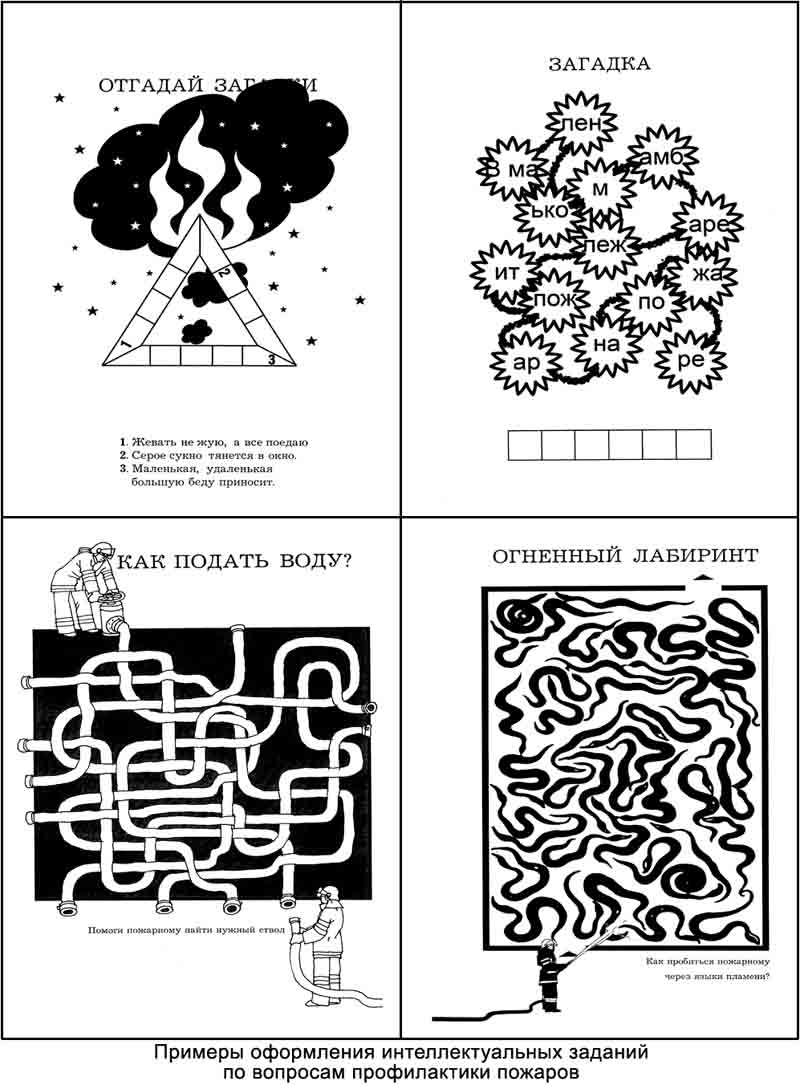 ОТГАДАЙ ЗАГАДКИ
1
2
3
1. Жевать не жую, а все поедаю
2. Серое сукно тянется в окно.
3. Маленькая, удаленькая
большую беду приносит.
ЗАГАДКА
пен
В ма
амб
м
ько
аре
пеж
ит
жа
пож
по
на
ар
ре
КАК ПОДАТЬ ВОДУ?
Помоги пожарному найти нужный ствол
ОГНЕННЫЙ ЛАБИРИНТ
Как пробиться пожарному
через языки пламени?
Примеры оформления интеллектуальных заданий
по вопросам профилактики пожаров